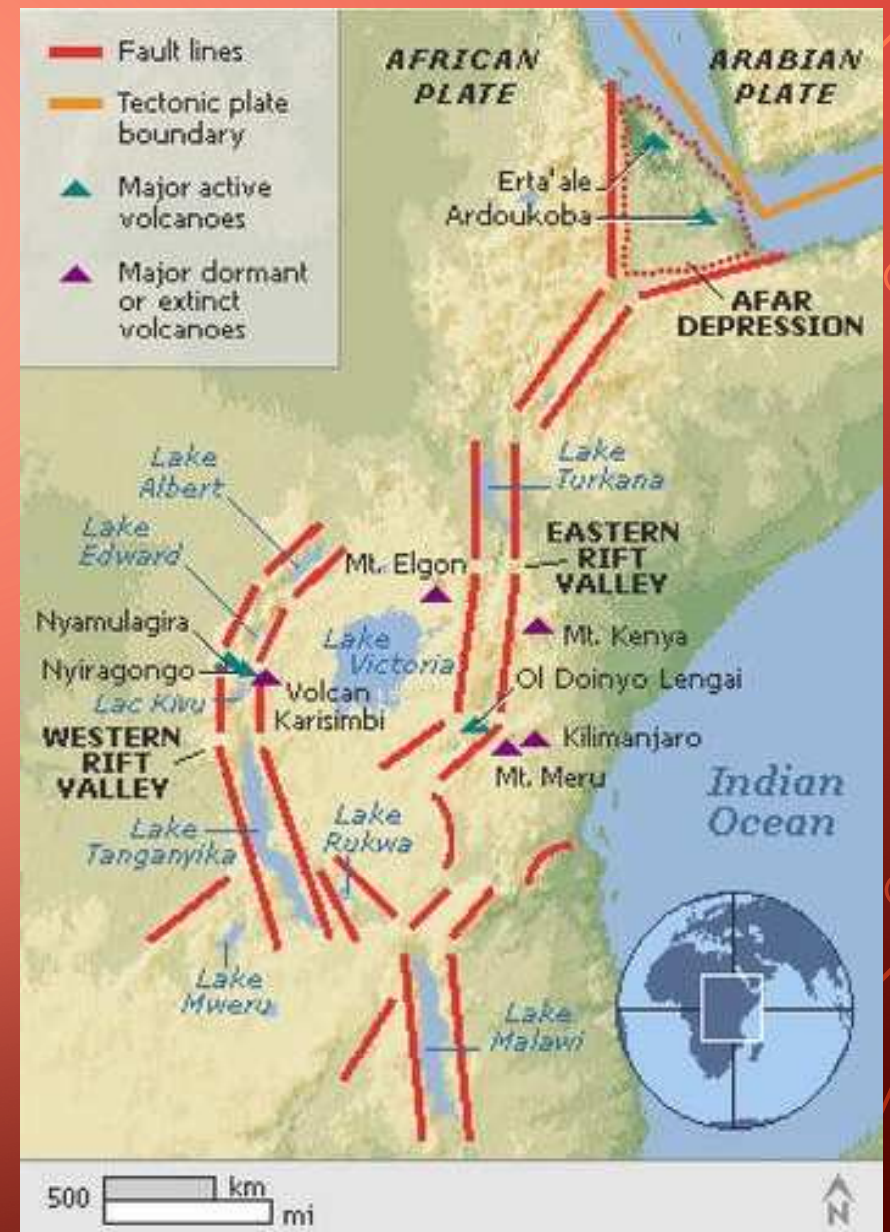 Fault lines
Tectonic plate
boundary
Major active
volcanoes
Major dormant
or extinct
volcanoes
AFRICAN
PLATE
ARABIAN
PLATE
Erta'ale
Ardoukoba
AFAR
DEPRESSION
Lake
Albert
Lake
Edward
Lake
Turkana
EASTERN
RIFT
VALLEY
Mt. Elgon
Nyamulagira
Nyiragongo
Lac Kivu
Volcan
Karisimbi
Lake
Victoria
Mt. Kenya
Ol Doinyo Lengai
Kilimanjaro
Mt. Meru
WESTERN
RIFT
VALLEY
Lake
Tanganyika
Lake
Rukwa
Indian
Ocean
Lake
Mweru
Lake
Malawi
500 km
mi
N